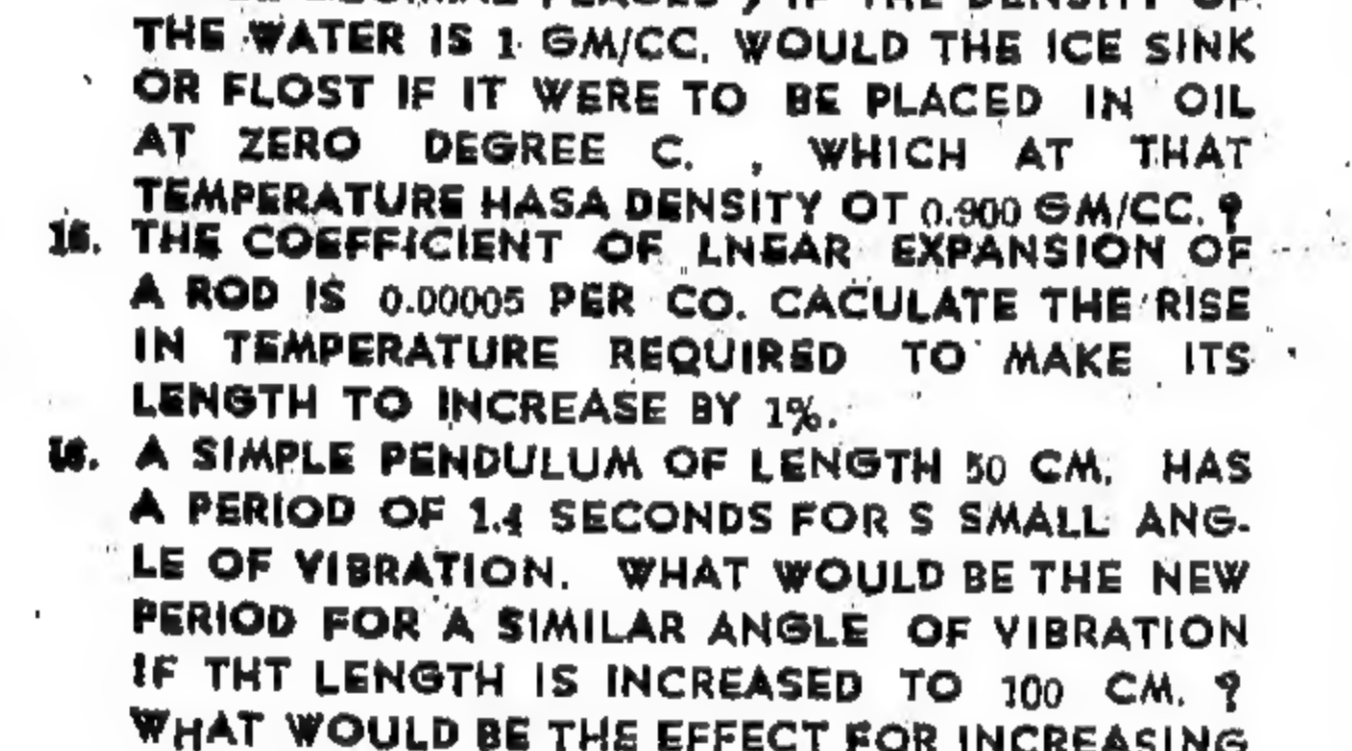 THE WATER IS 1 GM/CC. WOULD THE ICE SINK
OR FLOST IF IT WERE TO BE PLACED IN OIL
AT ZERO DEGREE C. , WHICH AT THAT
TEMPERATURE HASA DENSITY OT 0.900 GM/CC. ?
THE COEFFICIENT OF LNEAR EXPANSION OF
A ROD IS 0.00005 PER CO. CACULATE THE RISE
IN TEMPERATURE REQUIRED TO MAKE ITS
LENGTH TO INCREASE BY 1%.
A SIMPLE PENDULUM OF LENGTH 50 CM. HAS
A PERIOD OF 1.4 SECONDS FOR S SMALL ANG-
LE OF VIBRATION. WHAT WOULD BE THE NEW
PERIOD FOR A SIMILAR ANGLE OF VIBRATION
IF THT LENGTH IS INCREASED TO 100 CM. ?
WHAT WOULD BE THE EFFECT FOR INCREASING